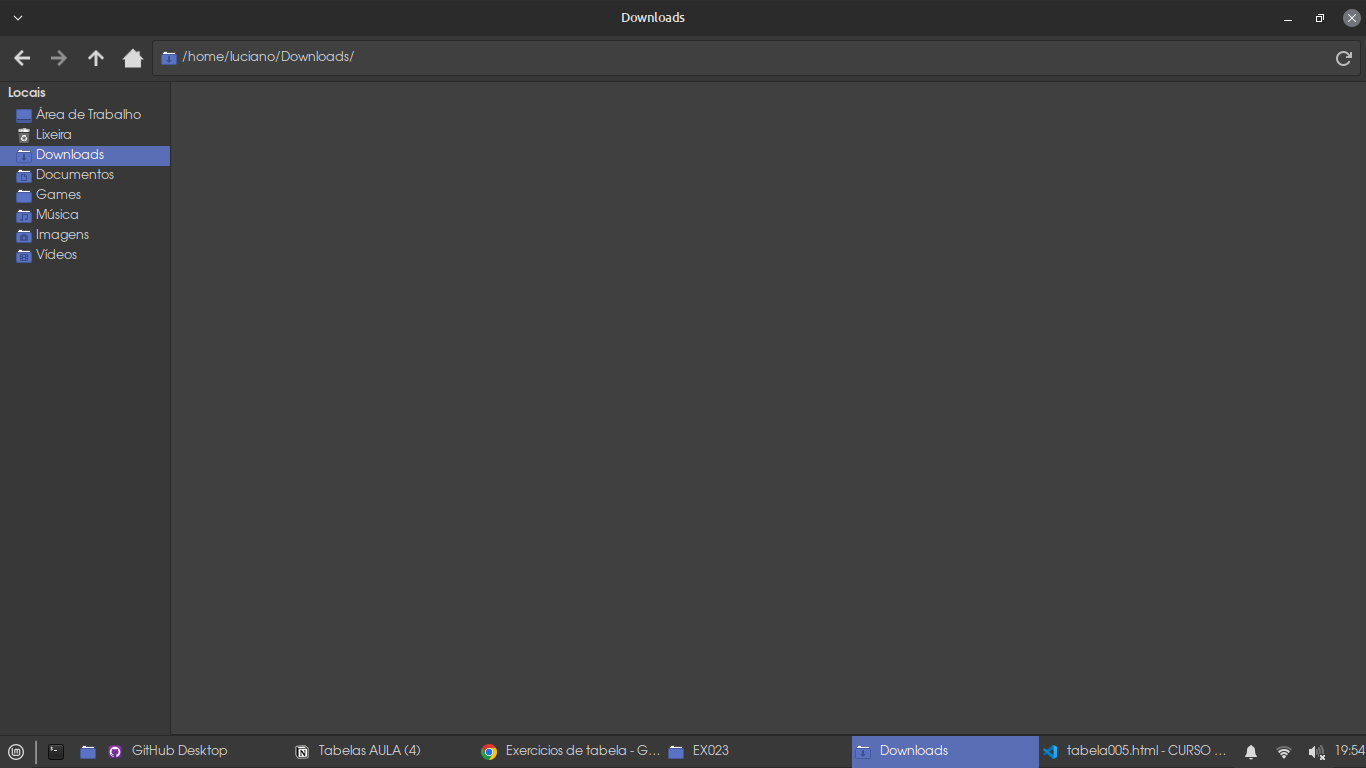 Downloads
/home/luciano/Downloads/
Locais
Área de Trabalho
Lixeira
Downloads
Documentos
Games
Música
Imagens
Vídeos
GitHub Desktop
Tabelas AULA (4)
Exercicios de tabela - G...
EX023
Downloads
tabela005.html - CURSO ...
19:54